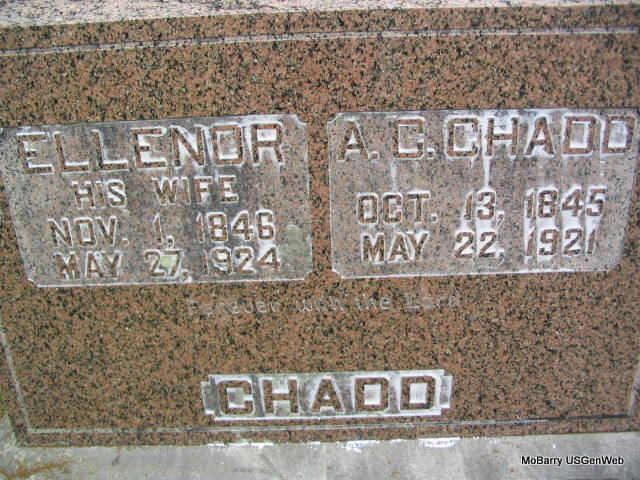 ELLENOR
HIS WIFE
NOV. 1, 1846
MAY 27, 1924
A. C. CHADD
OCT. 13, 1845
MAY 22, 1921
Forever with the Lord
CHADD
MoBarry USGenWeb